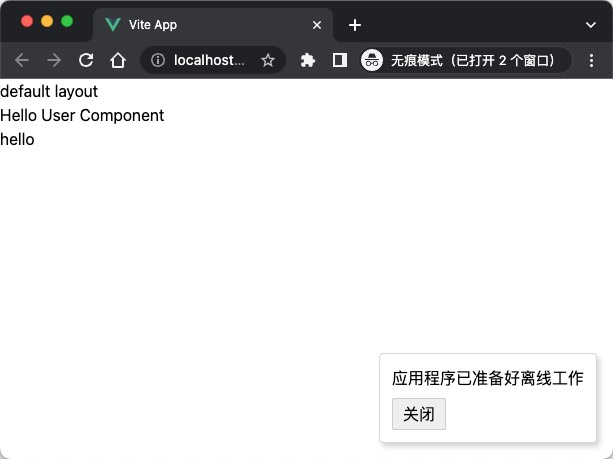 Vite App
localhost...
无痕模式（已打开 2 个窗口）
default layout
Hello User Component
hello
应用程序已准备好离线工作
关闭